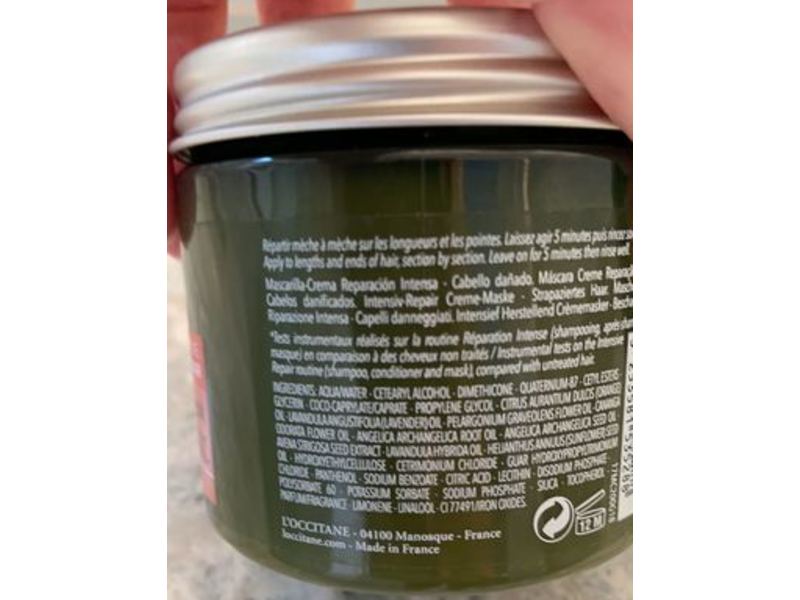 Répartir mèche à mèche sur les longueurs et les pointes. Laissez agir 5 minutes puis rincez
Apply to lengths and ends of hair, section by section. Leave on for 5 minutes then rinse well.
Mascarilla-Crema Reparación Intensa · Cabello dañado. Máscara Creme
Cabelos danificados. Intensiv-Repair Creme-Maske · Strapaziertes Haar.
Riparazione Intensa · Capelli danneggiati. Intensief Herstellend Crèmemasker
*Tests instrumentaux réalisés sur la routine Réparation Intense (shampooing, après-
masque) en comparaison à des cheveux non traités / Instrumental tests on the Intense
Repair routine (shampoo, conditioner and mask), compared with untreated hair.
INGREDIENTS: AQUA/WATER · CETEARYL ALCOHOL · DIMETHICONE · QUATERNIUM-87 · CETYL ESTERS
GLYCERIN · COCO-CAPRYLATE/CAPRATE · PROPYLENE GLYCOL · CITRUS AURANTIUM DULCIS (ORANGE)
OIL · LAVANDULA ANGUSTIFOLIA (LAVENDER) OIL · PELARGONIUM GRAVEOLENS FLOWER OIL · CANANGA
ODORATA FLOWER OIL · ANGELICA ARCHANGELICA ROOT OIL · ANGELICA ARCHANGELICA SEED OIL
AVENA STRIGOSA SEED EXTRACT · LAVANDULA HYBRIDA OIL · HELIANTHUS ANNUUS (SUNFLOWER) SEED
OIL · HYDROXYETHYLCELLULOSE · CETRIMONIUM CHLORIDE · GUAR HYDROXYPROPYLTRIMONIUM
CHLORIDE · PANTHENOL · SODIUM BENZOATE · CITRIC ACID · LECITHIN · DISODIUM PHOSPHATE
POLYSORBATE 60 · POTASSIUM SORBATE · SODIUM PHOSPHATE · SILICA · TOCOPHEROL
PARFUM/FRAGRANCE · LIMONENE · LINALOOL · CI 77491/IRON OXIDES.
12 M
L'OCCITANE - 04100 Manosque - France
loccitane.com - Made in France